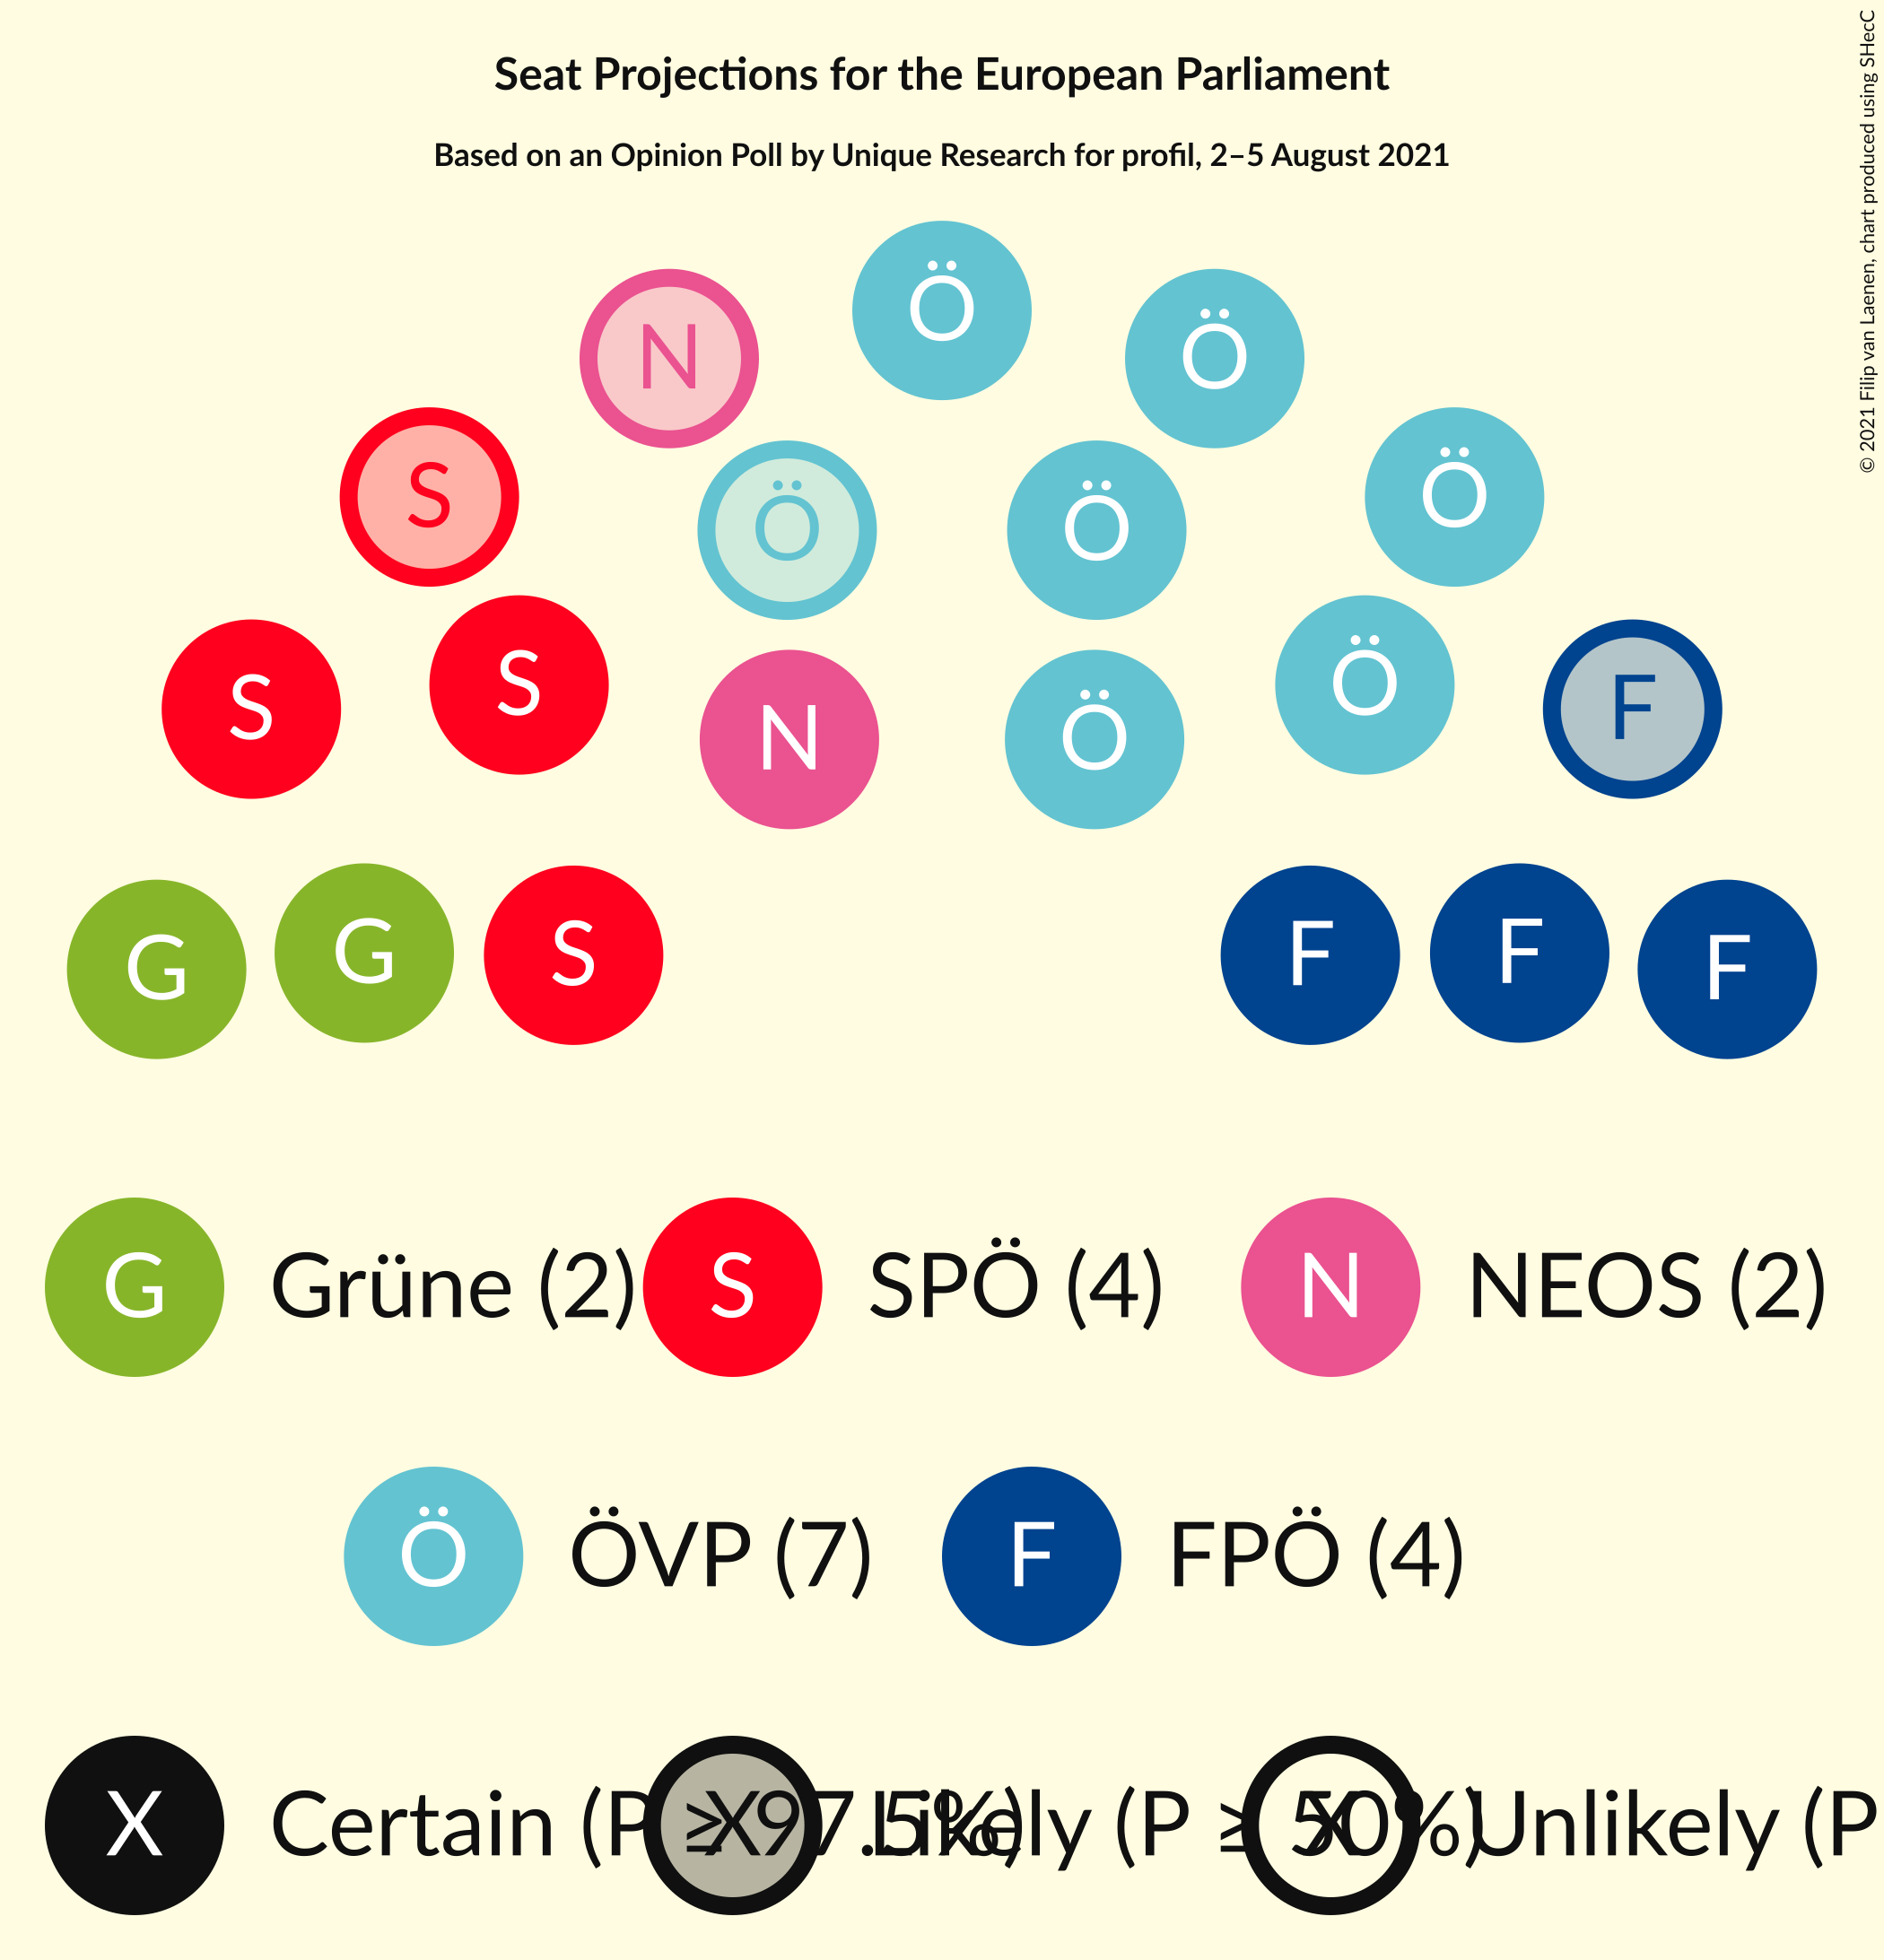 Seat Projections for the European Parliament
Based on an Opinion Poll by Unique Research for profil, 2–5 August 2021
© 2021 Filip van Laenen, chart produced using SHecC
Ö
N Ö
S Ö
Ö Ö
S S Ö F
N Ö
G G S F F F
G Grüne (2) S SPÖ (4) N NEOS (2)
Ö ÖVP (7) F FPÖ (4)
X Certain (P ≥ 97.5%) X Likely (P ≥ 50%) X Unlikely (P